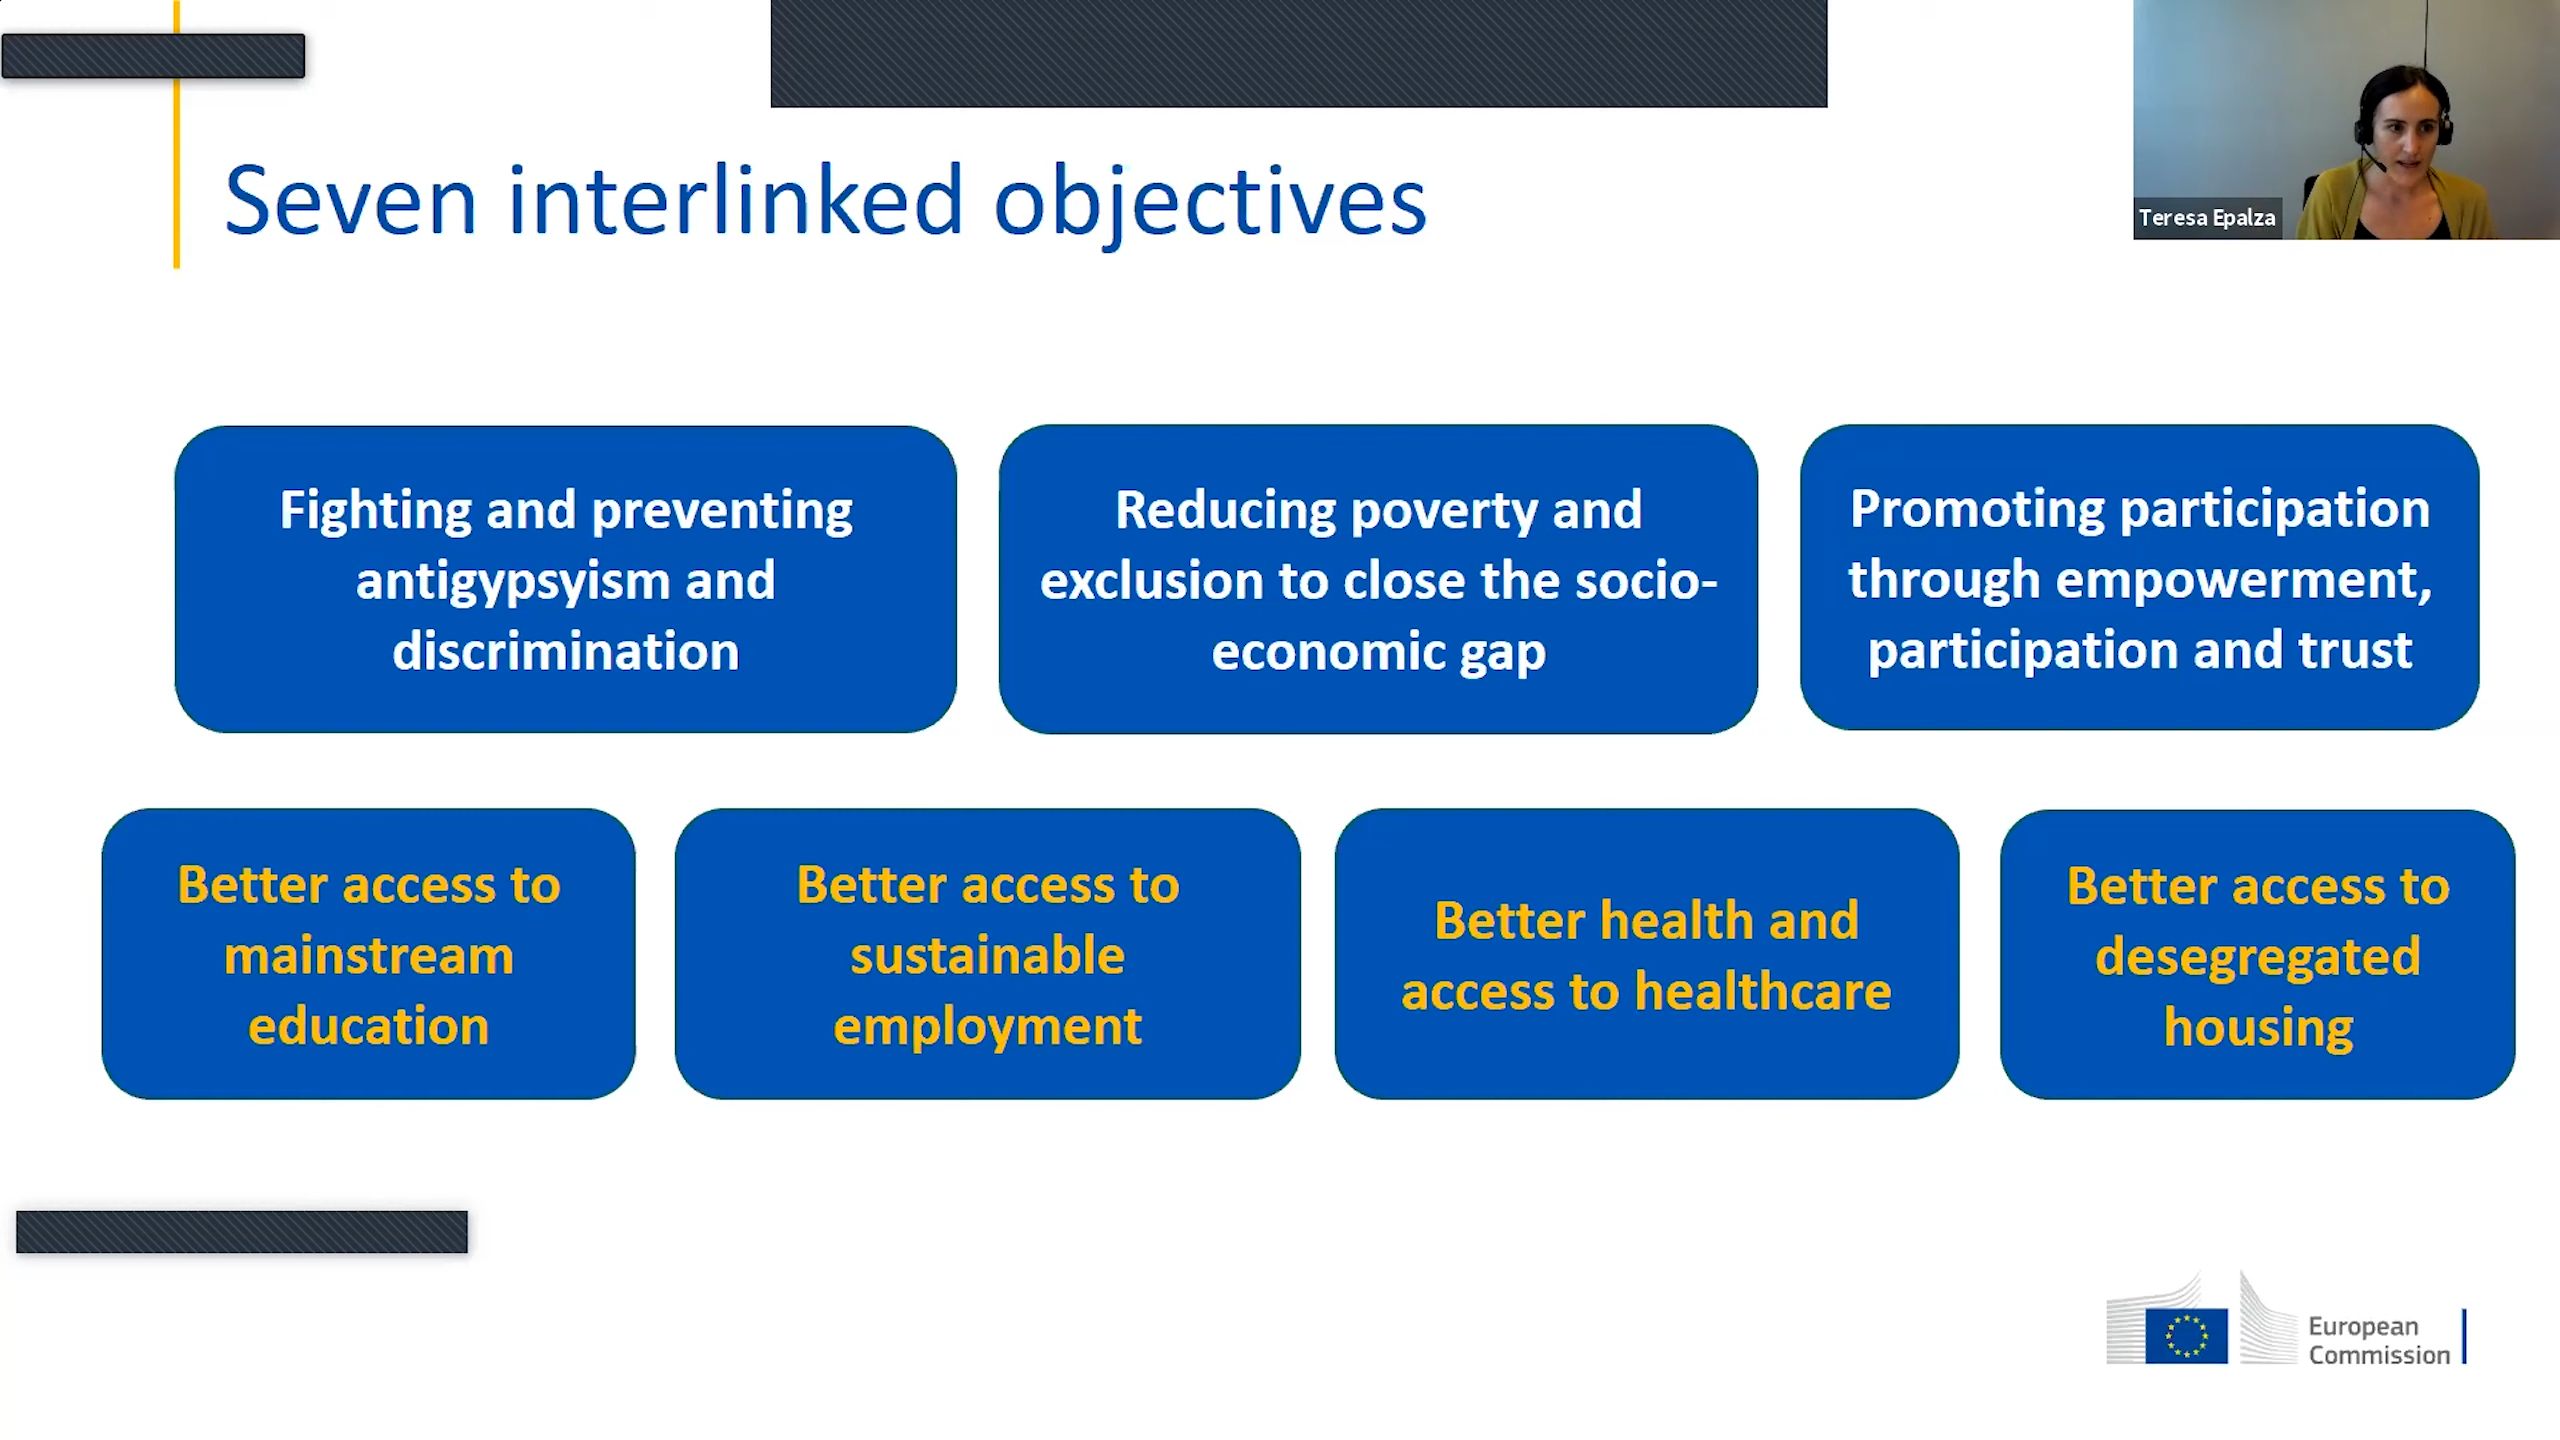 Seven interlinked objectives
Teresa Epalza
Fighting and preventing
antigypsyism and
discrimination
Reducing poverty and
exclusion to close the socio-
economic gap
Promoting participation
through empowerment,
participation and trust
Better access to
mainstream
education
Better access to
sustainable
employment
Better health and
access to healthcare
Better access to
desegregated
housing
European
Commission